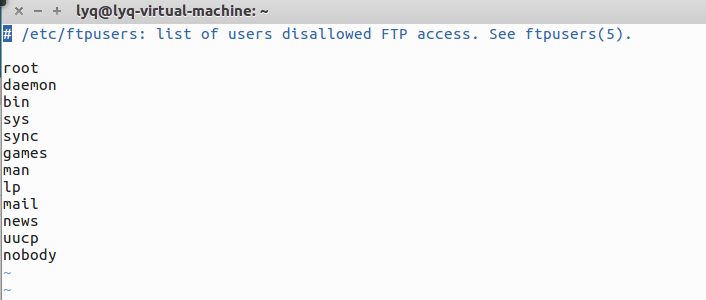 lyq@lyq-virtual-machine: ~
# /etc/ftpusers: list of users disallowed FTP access. See ftpusers(5).
root
daemon
bin
sys
sync
games
man
lp
mail
news
uucp
nobody
~
~